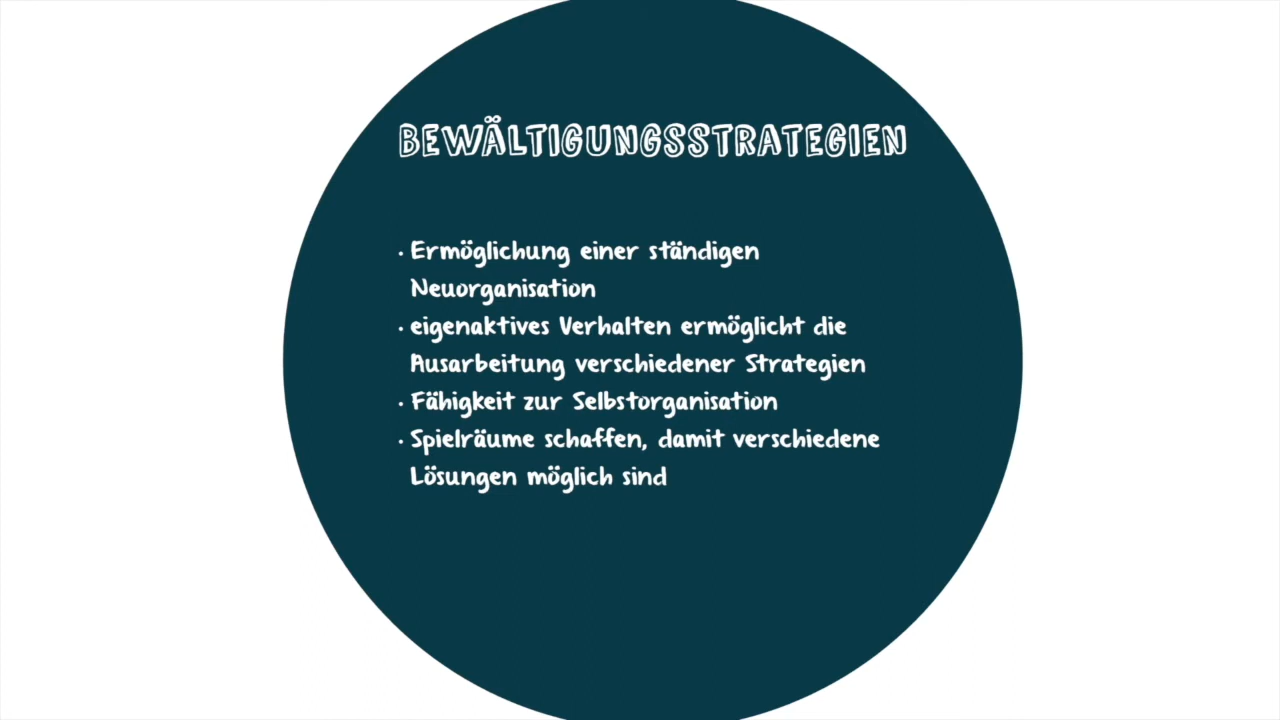 BEWÄLTIGUNGSSTRATEGIEN
• Ermöglichung einer ständigen
Neuorganisation
• eigenaktives Verhalten ermöglicht die
Ausarbeitung verschiedener Strategien
• Fähigkeit zur Selbstorganisation
• Spielräume schaffen, damit verschiedene
Lösungen möglich sind